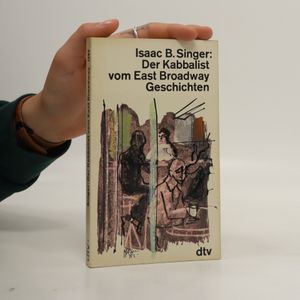 Isaac B. Singer:
Der Kabbalist
vom East Broadway
Geschichten
dtv